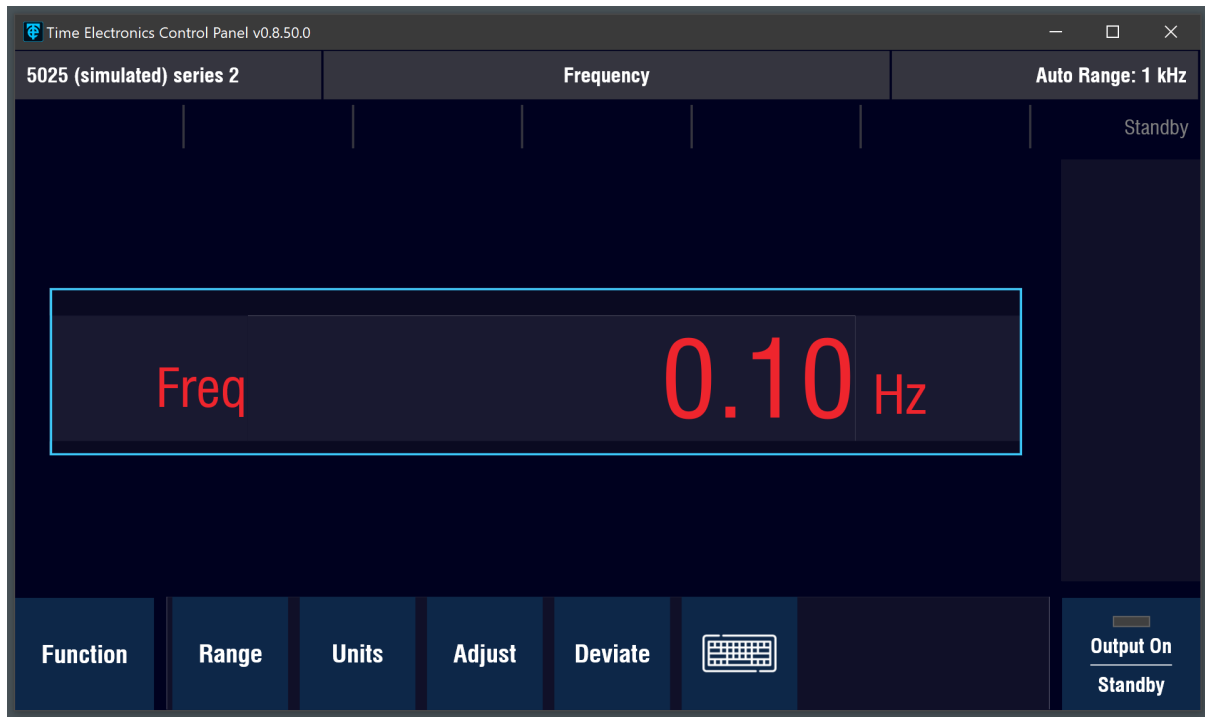 Time Electronics Control Panel v0.8.50.0
5025 (simulated) series 2
Frequency
Auto Range: 1 kHz
Standby
Freq
0.10 Hz
Function
Range
Units
Adjust
Deviate
Output On
Standby